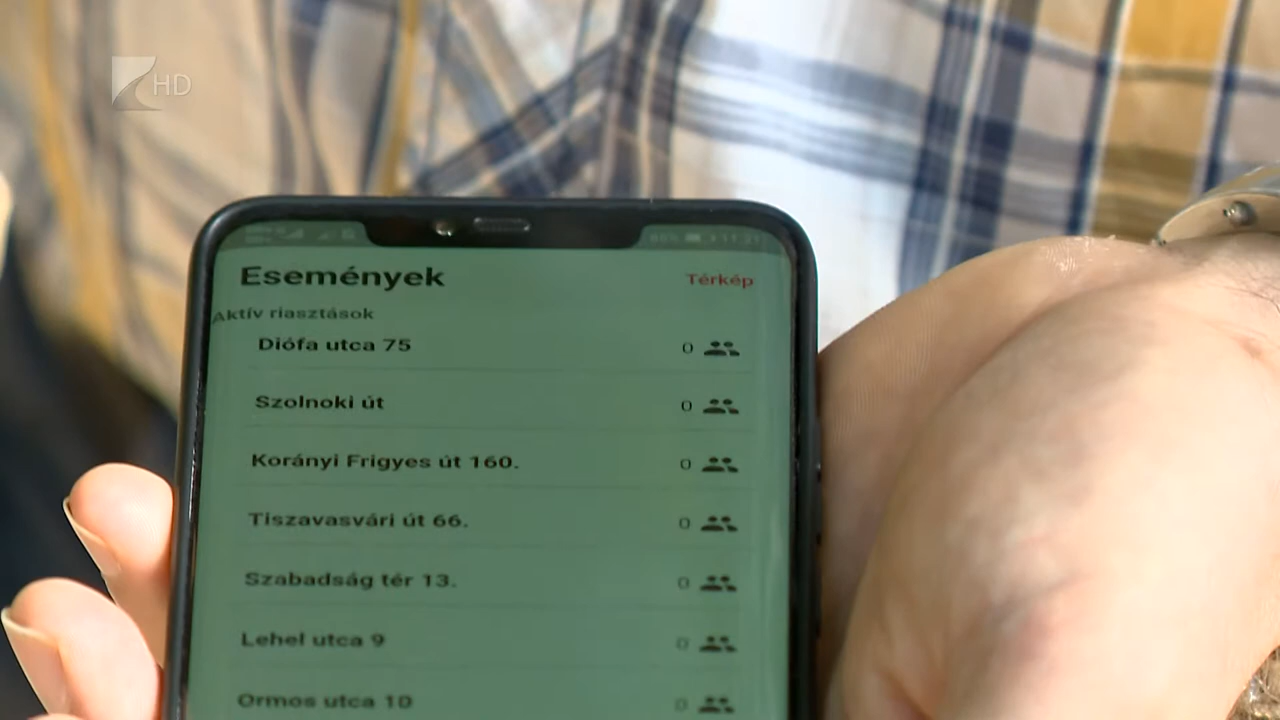 HD
Események
Térkép
Aktív riasztások
Diófa utca 75 0
Szolnoki út 0
Korányi Frigyes út 160. 0
Tiszavasvári út 66. 0
Szabadság tér 13. 0
Lehel utca 9 0
Ormos utca 10 0